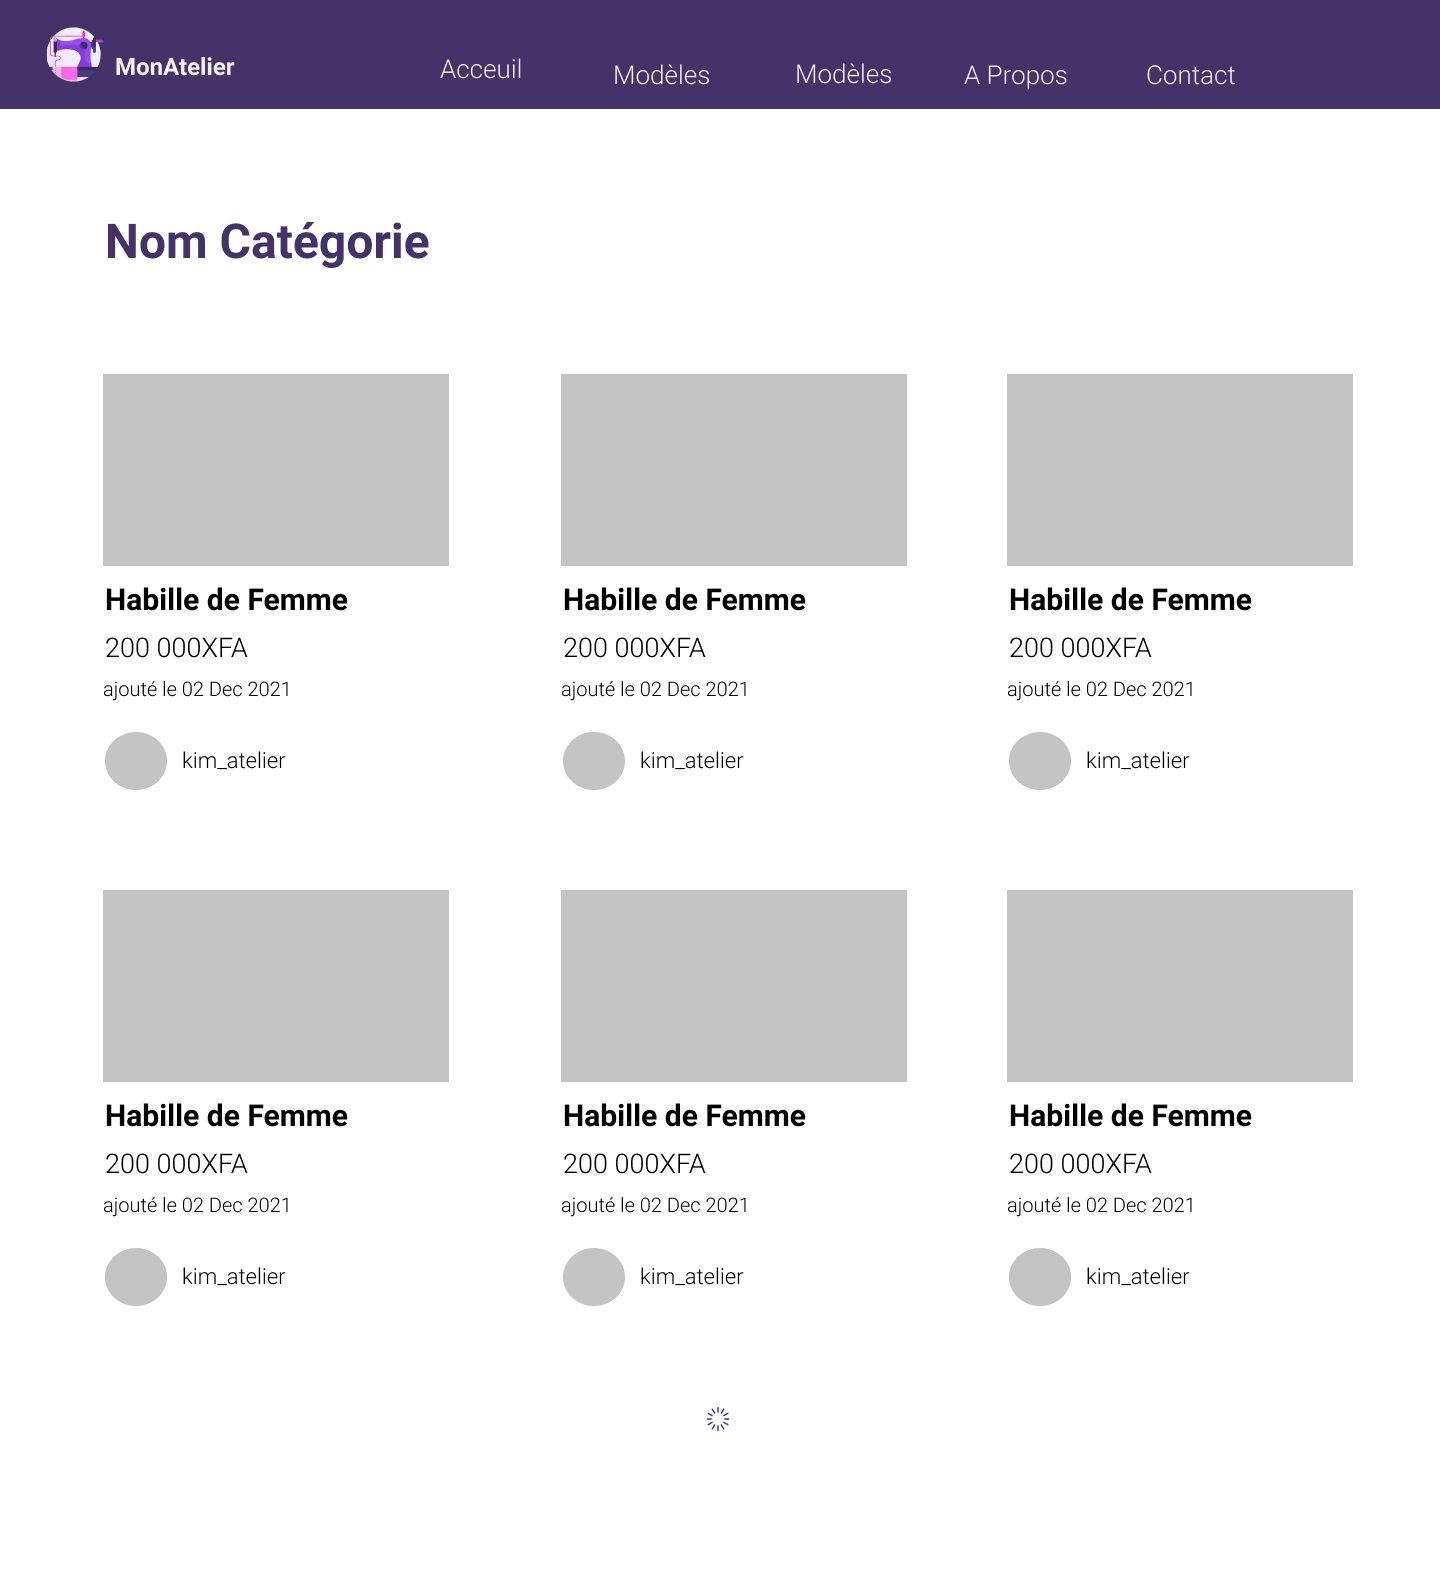 MonAtelier
Acceuil
Modèles
Modèles
A Propos
Contact
Nom Catégorie
Habille de Femme
200 000XFA
ajouté le 02 Dec 2021
kim_atelier
Habille de Femme
200 000XFA
ajouté le 02 Dec 2021
kim_atelier
Habille de Femme
200 000XFA
ajouté le 02 Dec 2021
kim_atelier
Habille de Femme
200 000XFA
ajouté le 02 Dec 2021
kim_atelier
Habille de Femme
200 000XFA
ajouté le 02 Dec 2021
kim_atelier
Habille de Femme
200 000XFA
ajouté le 02 Dec 2021
kim_atelier